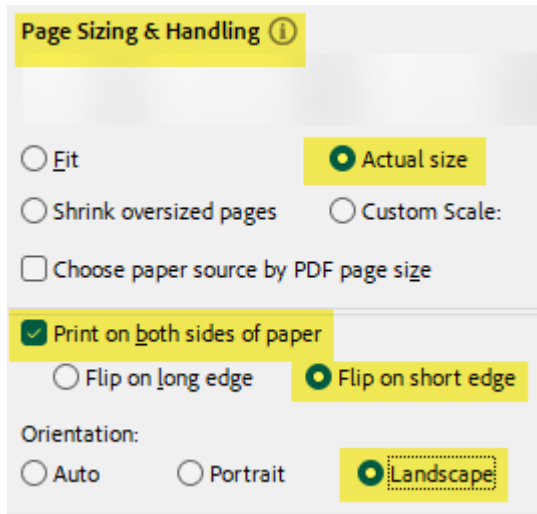 Page Sizing & Handling
Fit Actual size
Shrink oversized pages Custom Scale:
Choose paper source by PDF page size
Print on both sides of paper
Flip on long edge Flip on short edge
Orientation:
Auto Portrait Landscape